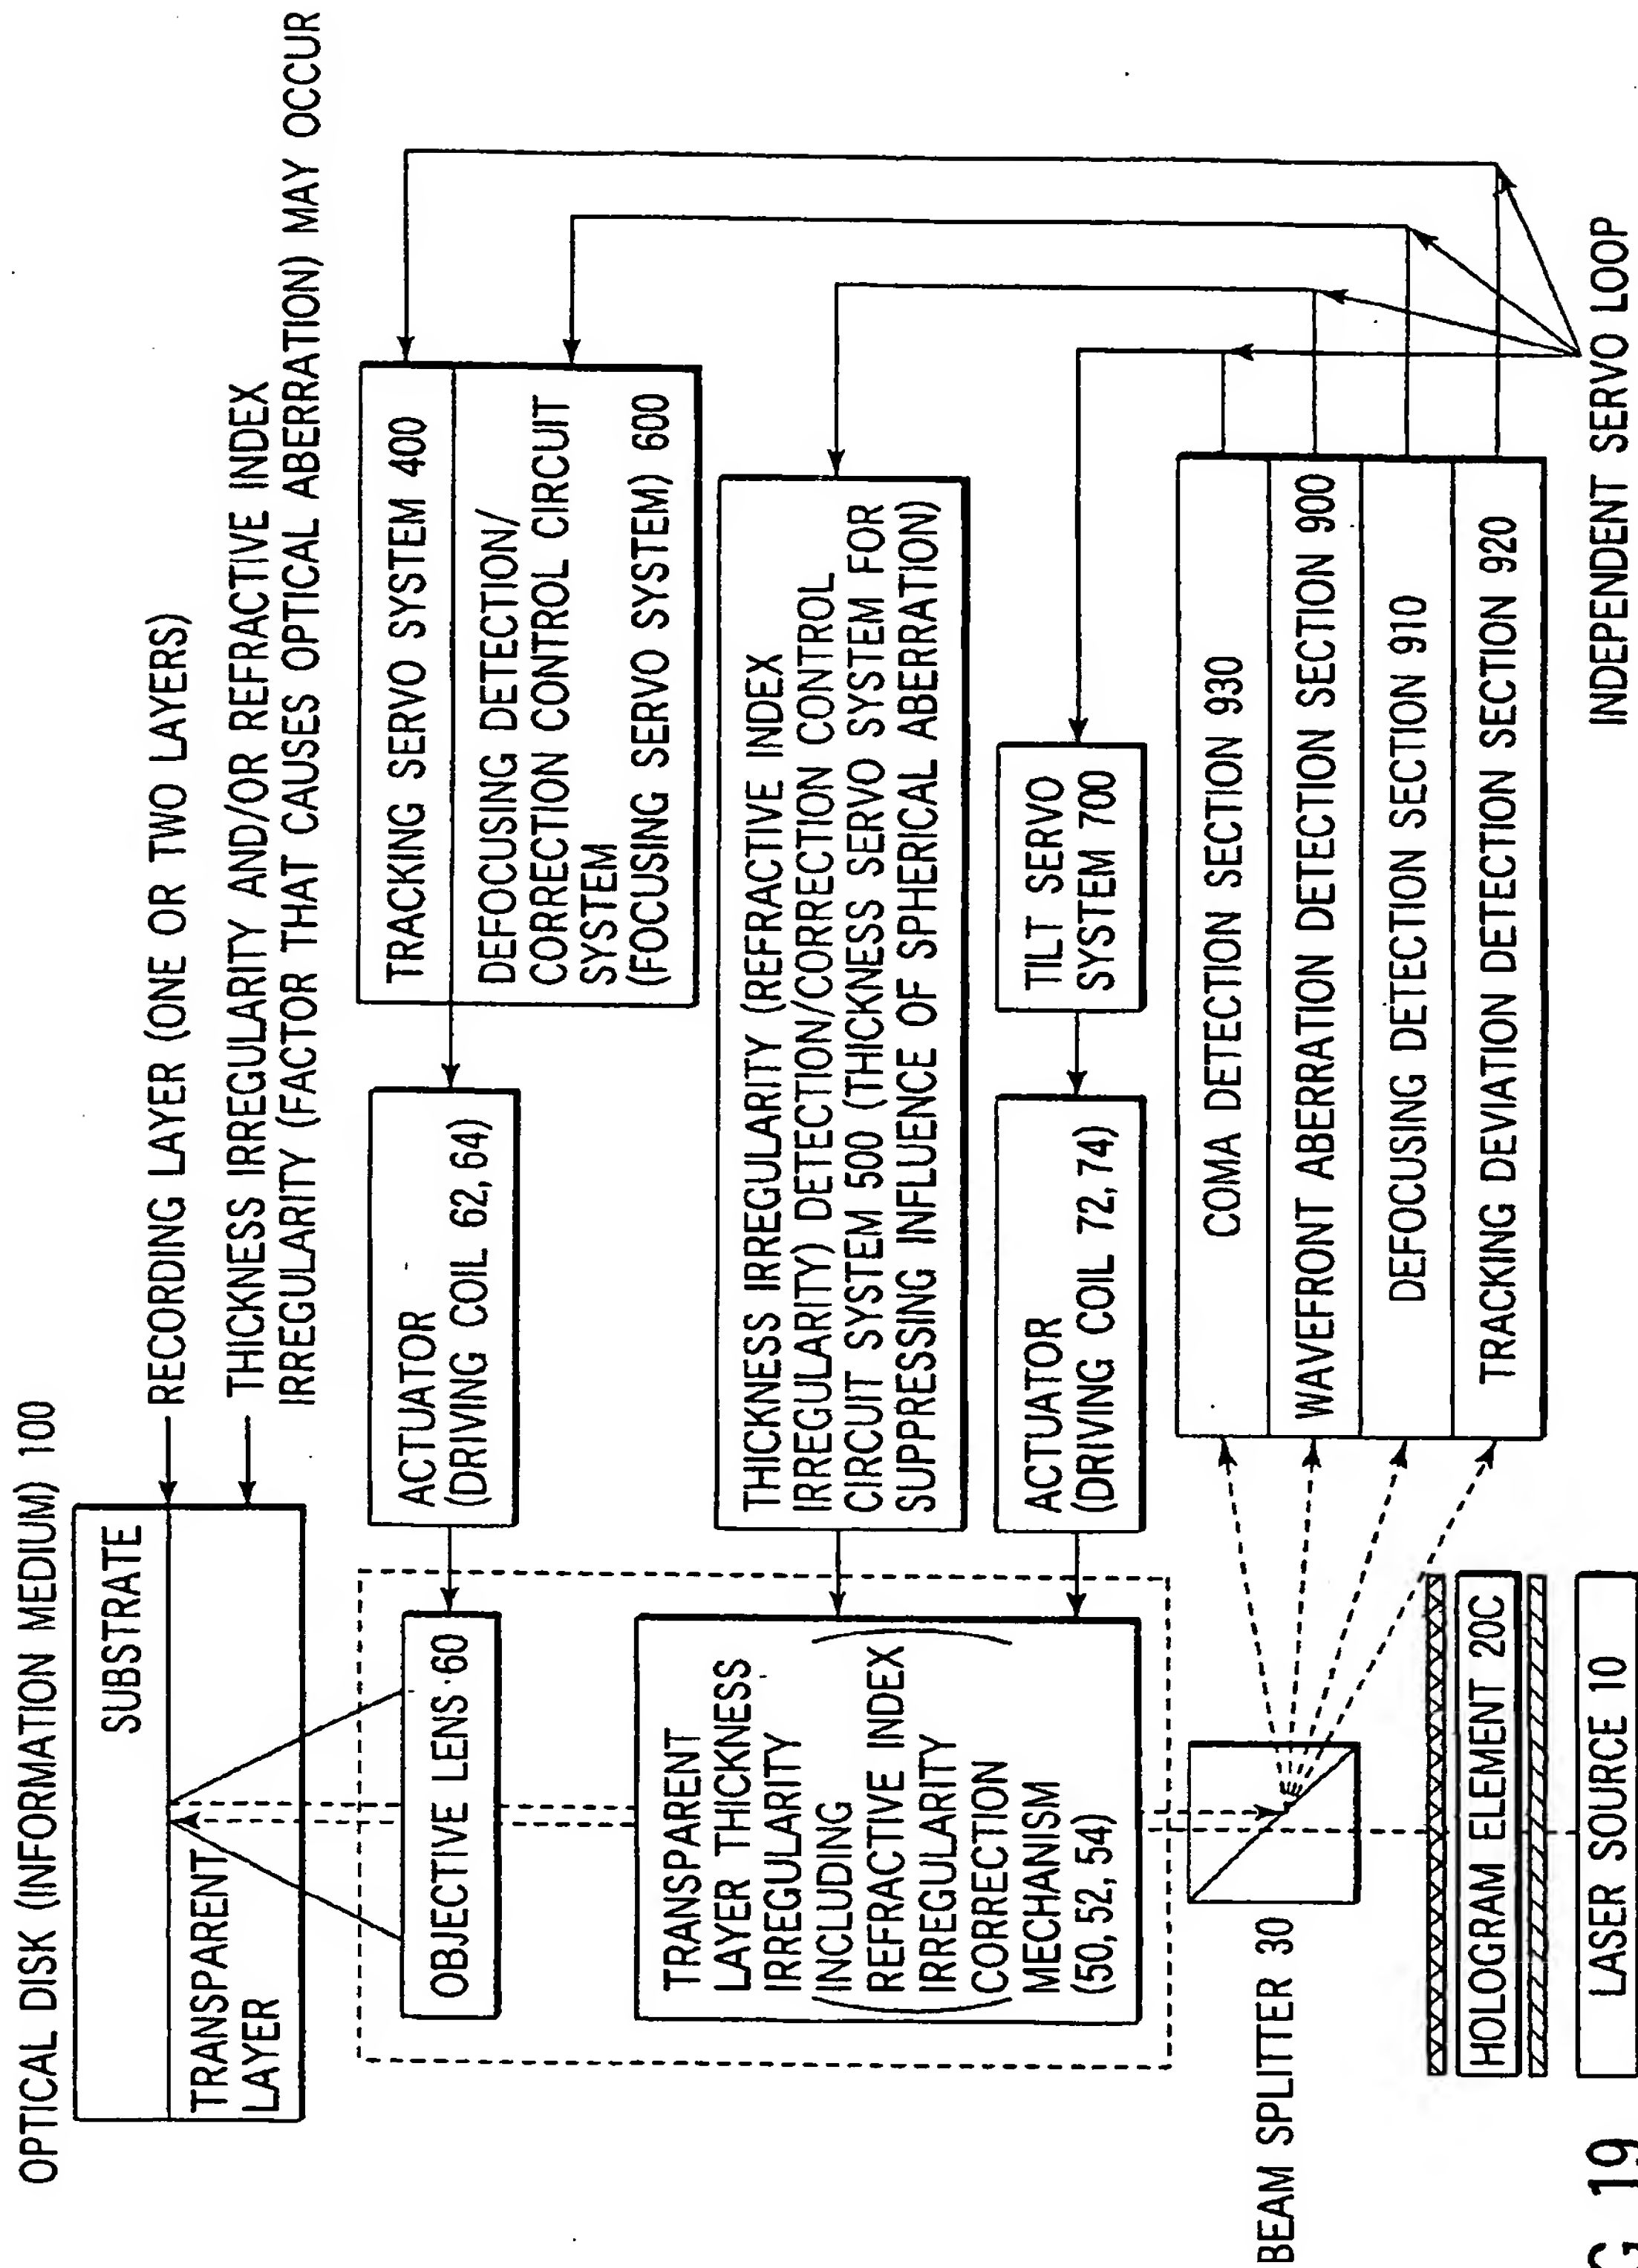 OPTICAL DISK (INFORMATION MEDIUM) 100
SUBSTRATE
TRANSPARENT
LAYER
RECORDING LAYER (ONE OR TWO LAYERS)
THICKNESS IRREGULARITY AND/OR REFRACTIVE INDEX
IRREGULARITY (FACTOR THAT CAUSES OPTICAL ABERRATION) MAY OCCUR
OBJECTIVE LENS 60
ACTUATOR
(DRIVING COIL 62, 64)
TRACKING SERVO SYSTEM 400
DEFOCUSING DETECTION/
CORRECTION CONTROL CIRCUIT
SYSTEM
(FOCUSING SERVO SYSTEM) 600
TRANSPARENT
LAYER THICKNESS
IRREGULARITY
(INCLUDING
REFRACTIVE INDEX
IRREGULARITY)
CORRECTION
MECHANISM
(50, 52, 54)
THICKNESS IRREGULARITY (REFRACTIVE INDEX
IRREGULARITY) DETECTION/CORRECTION CONTROL
CIRCUIT SYSTEM 500 (THICKNESS SERVO SYSTEM FOR
SUPPRESSING INFLUENCE OF SPHERICAL ABERRATION)
ACTUATOR
(DRIVING COIL 72, 74)
TILT SERVO
SYSTEM 700
BEAM SPLITTER 30
COMA DETECTION SECTION 930
WAVEFRONT ABERRATION DETECTION SECTION 900
DEFOCUSING DETECTION SECTION 910
TRACKING DEVIATION DETECTION SECTION 920
HOLOGRAM ELEMENT 20C
LASER SOURCE 10
INDEPENDENT SERVO LOOP
G 19